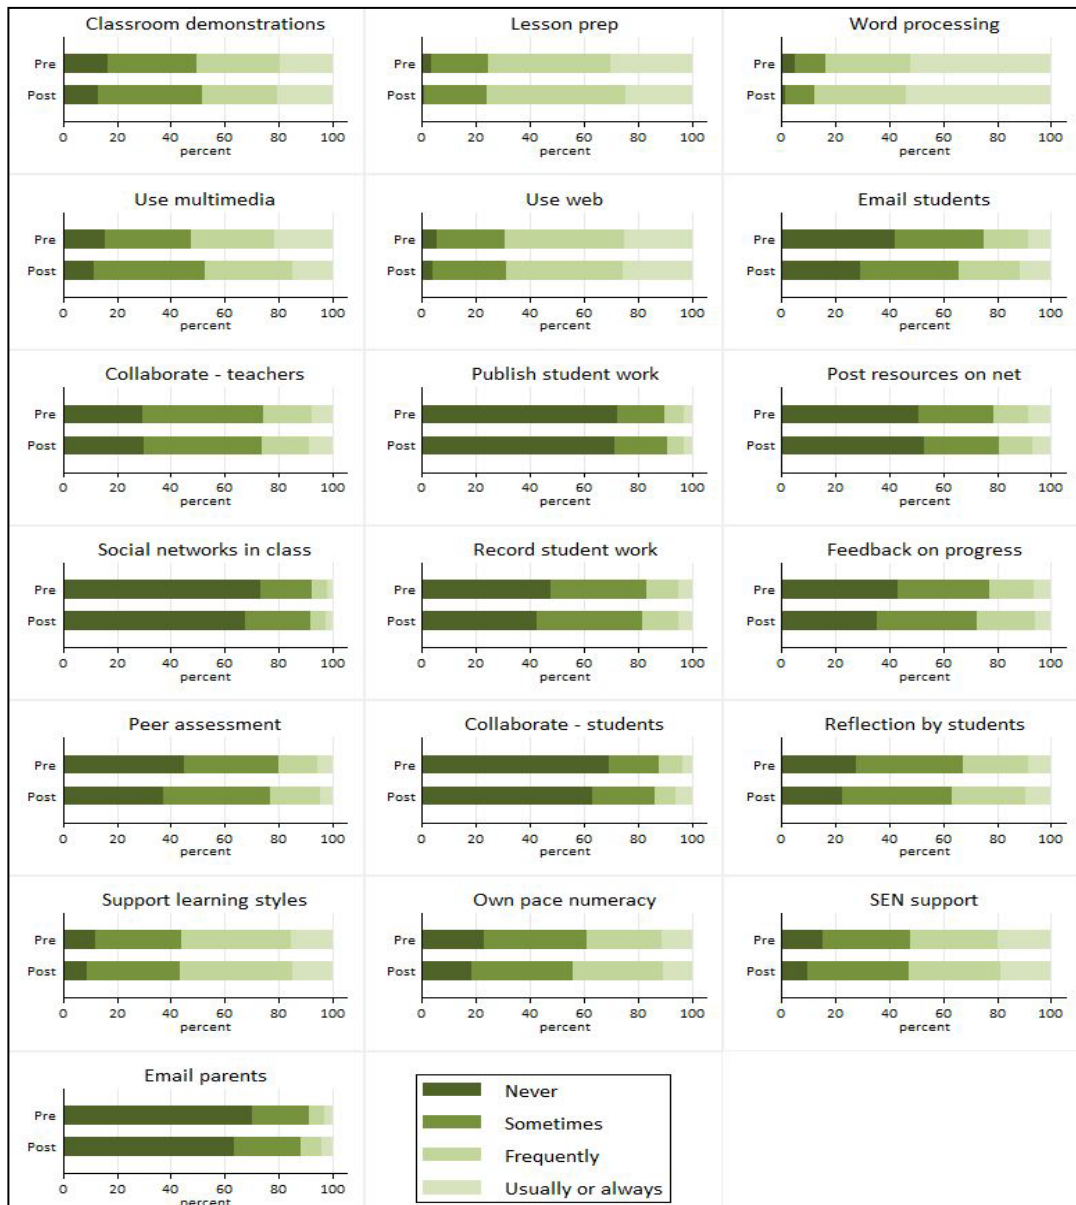 Classroom demonstrations
Pre
Post
0 20 40 60 80 100
percent
Lesson prep
0 20 40 60 80 100
percent
Word processing
0 20 40 60 80 100
percent
Use multimedia
Pre
Post
0 20 40 60 80 100
percent
Use web
Pre
Post
0 20 40 60 80 100
percent
Email students
Pre
Post
0 20 40 60 80 100
percent
Collaborate - teachers
Pre
Post
0 20 40 60 80 100
percent
Publish student work
Pre
Post
0 20 40 60 80 100
percent
Post resources on net
Pre
Post
0 20 40 60 80 100
percent
Social networks in class
Pre
Post
0 20 40 60 80 100
percent
Record student work
Pre
Post
0 20 40 60 80 100
percent
Feedback on progress
Pre
Post
0 20 40 60 80 100
percent
Peer assessment
Pre
Post
0 20 40 60 80 100
percent
Collaborate - students
Pre
Post
0 20 40 60 80 100
percent
Reflection by students
Pre
Post
0 20 40 60 80 100
percent
Support learning styles
Pre
Post
0 20 40 60 80 100
percent
Own pace numeracy
Pre
Post
0 20 40 60 80 100
percent
SEN support
Pre
Post
0 20 40 60 80 100
percent
Email parents
Pre
Post
0 20 40 60 80 100
percent
Never
Sometimes
Frequently
Usually or always